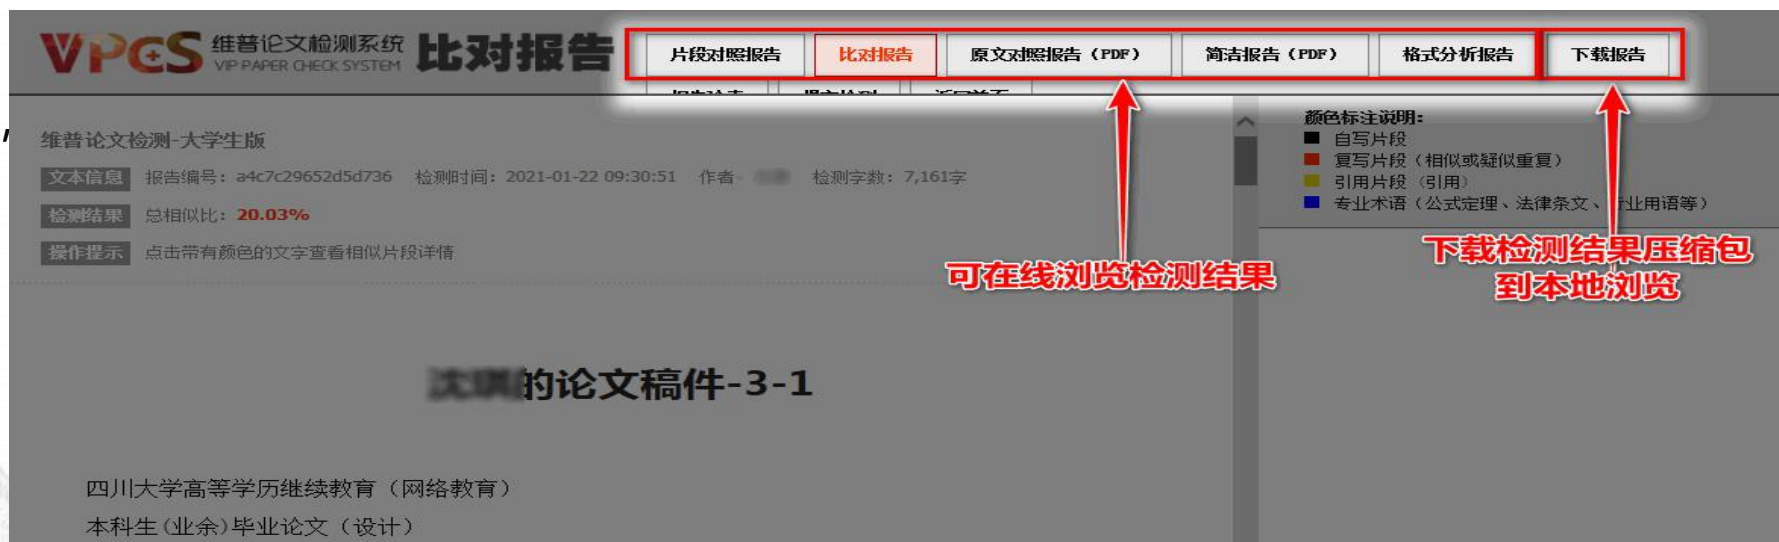 VPCS 维普论文检测系统 VIP PAPER CHECK SYSTEM 比对报告
片段对照报告 比对报告 原文对照报告（PDF） 简洁报告（PDF） 格式分析报告 下载报告
维普论文检测-大学生版
文本信息 报告编号：a4c7c29652d5d736 检测时间：2021-01-22 09:30:51 作者 检测字数：7,161字
检测结果 总相似比：20.03%
操作提示 点击带有颜色的文字查看相似片段详情
颜色标注说明：
自写片段
复写片段（相似或疑似重复）
引用片段（引用）
专业术语（公式定理、法律条文、行业用语等）
可在线浏览检测结果
下载检测结果压缩包
到本地浏览
的论文稿件-3-1
四川大学高等学历继续教育（网络教育）
本科生(业余)毕业论文（设计）